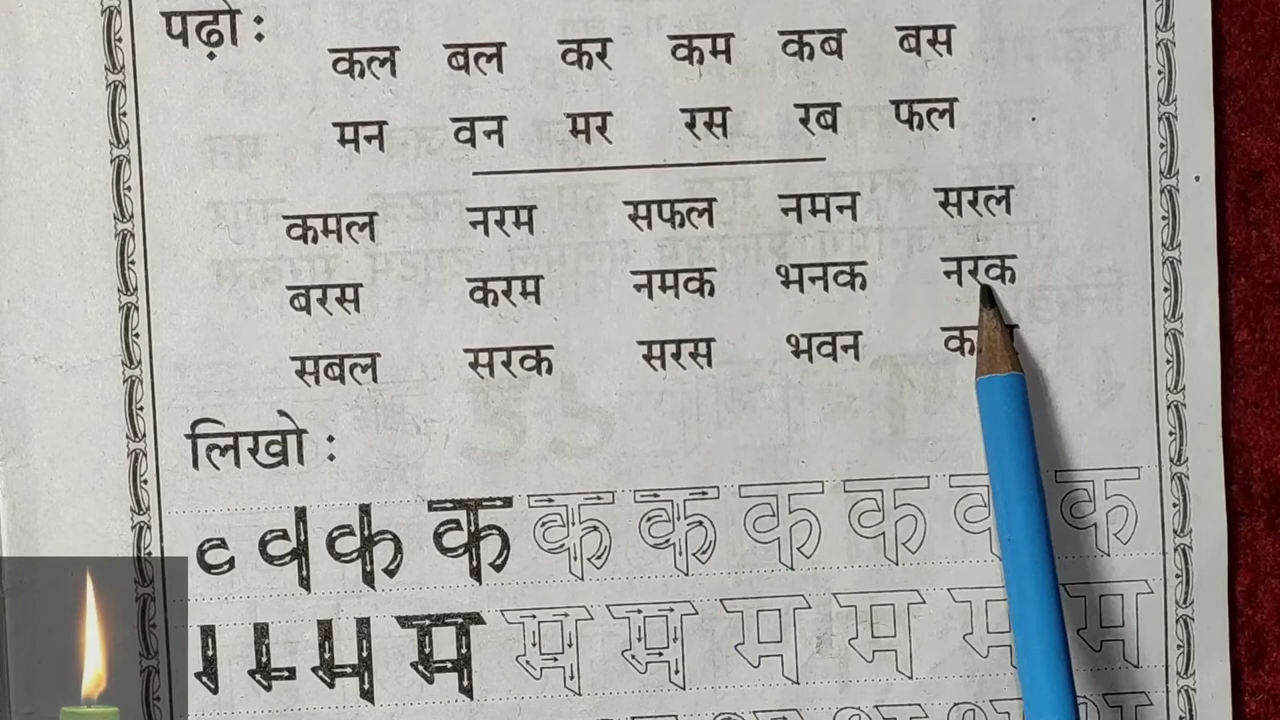 पढ़ो :
कल बल कर कम कब बस
मन वन मर रस रब फल
कमल नरम सफल नमन सरल
बरस करम नमक भनक नरक
सबल सरक सरस भवन
लिखो :
क क क क क क क
म म म म म म म